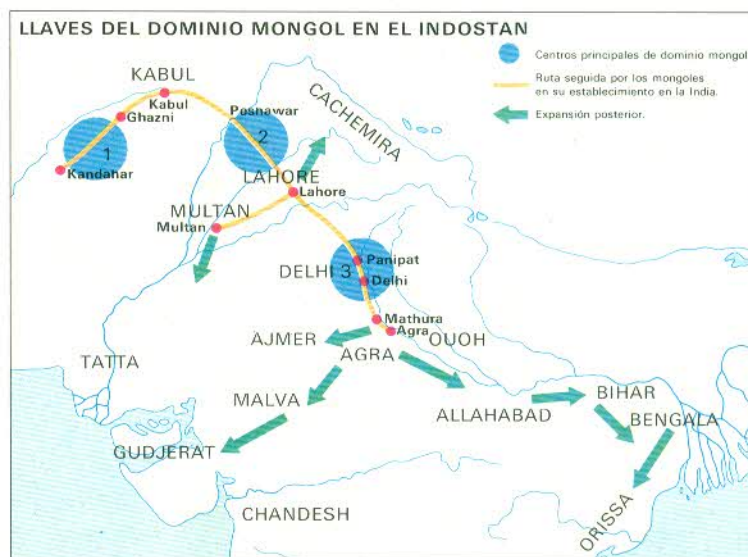 LLAVES DEL DOMINIO MONGOL EN EL INDOSTAN
Centros principales de dominio mongol
Ruta seguida por los mongoles
en su establecimiento en la India.
Expansión posterior.
KABUL
Kabul
Ghazni
1
Kandahar
Peshawar
2
CACHEMIRA
LAHORE
Lahore
MULTAN
Multan
DELHI 3
Panipat
Delhi
Mathura
Agra
OUOH
AJMER
AGRA
TATTA
MALVA
ALLAHABAD
BIHAR
BENGALA
GUDJERAT
ORISSA
CHANDESH